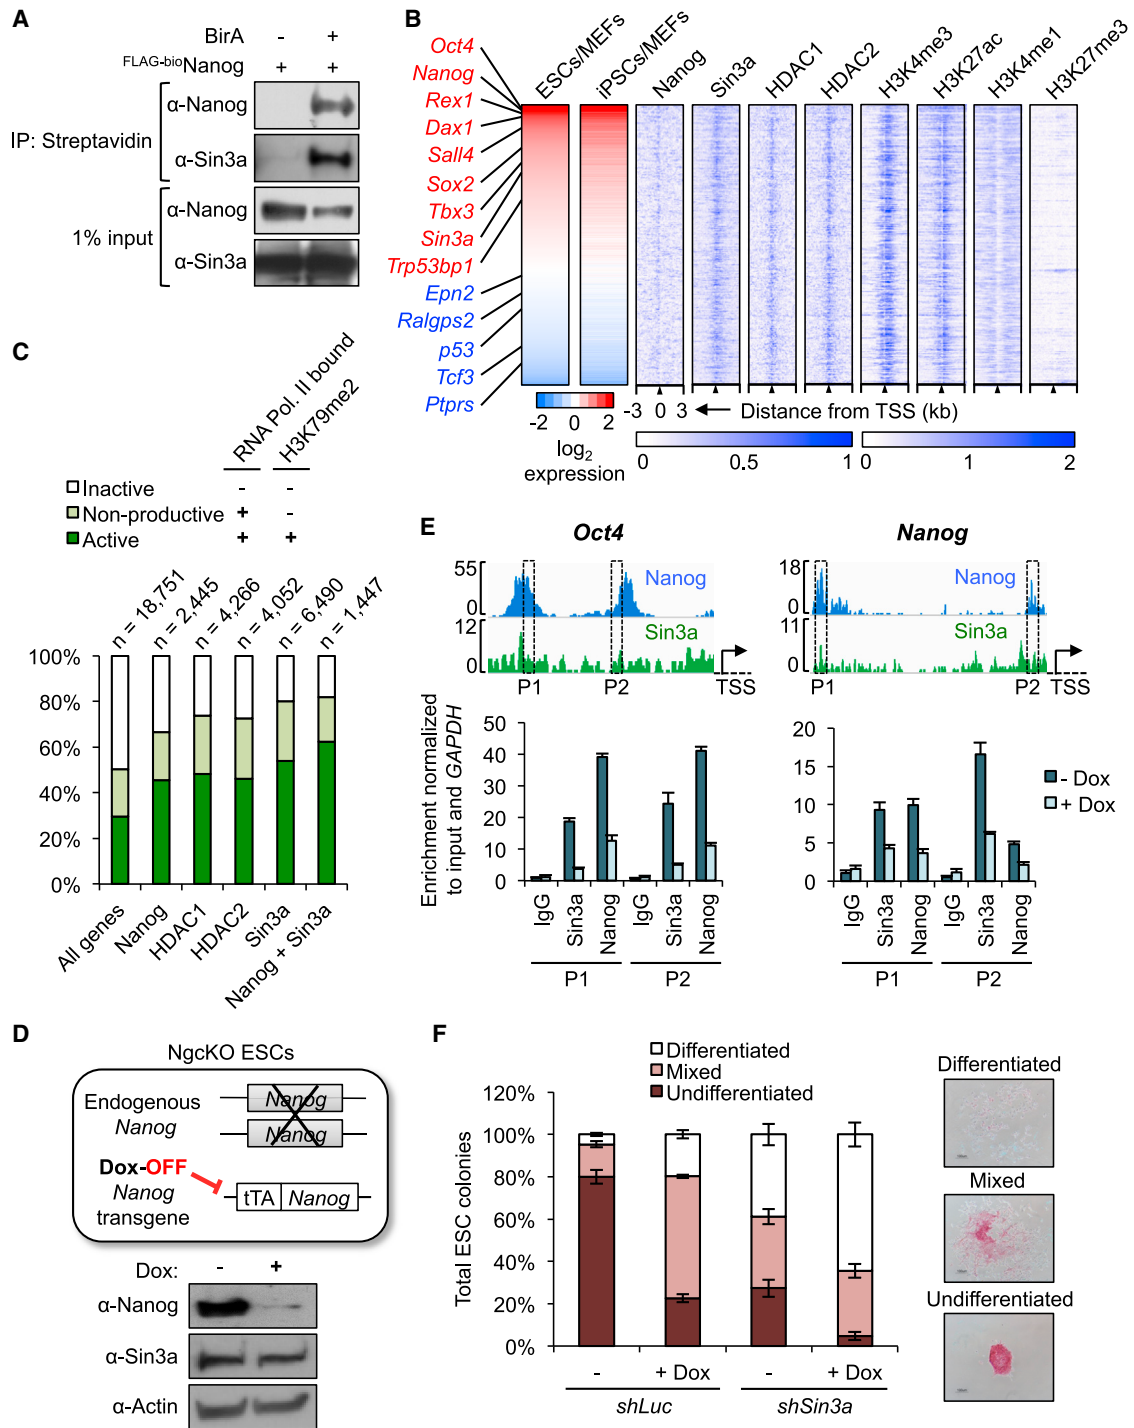 A
BirA - +
FLAG-bioNanog + +
IP: Streptavidin
α-Nanog
α-Sin3a
1% input
α-Nanog
α-Sin3a
B
Oct4
Nanog
Rex1
Dax1
Sall4
Sox2
Tbx3
Sin3a
Trp53bp1
Epn2
Ralgps2
p53
Tcf3
Ptprs
ESCs/MEFs
iPSCs/MEFs
Nanog
Sin3a
HDAC1
HDAC2
H3K4me3
H3K27ac
H3K4me1
H3K27me3
-2 0 2
log2 expression
-3 0 3 ← Distance from TSS (kb)
0 0.5 1
0 1 2
C
RNA Pol. II bound
H3K79me2
Inactive - -
Non-productive + -
Active + +
n = 18,751
n = 2,445
n = 4,266
n = 4,052
n = 6,490
n = 1,447
100%
80%
60%
40%
20%
0%
All genes
Nanog
HDAC1
HDAC2
Sin3a
Nanog + Sin3a
D
NgcKO ESCs
Endogenous
Nanog
Nanog
Nanog
Dox-OFF
Nanog
transgene
tTA Nanog
Dox: - +
α-Nanog
α-Sin3a
α-Actin
E
Oct4
55
0
Nanog
12
0
Sin3a
P1 P2 TSS
Nanog
18
0
Nanog
11
0
Sin3a
P1 P2 TSS
Enrichment normalized
to input and GAPDH
50
40
30
20
10
0
IgG
Sin3a
Nanog
IgG
Sin3a
Nanog
P1 P2
20
15
10
5
0
IgG
Sin3a
Nanog
IgG
Sin3a
Nanog
P1 P2
- Dox
+ Dox
F
Differentiated
Mixed
Undifferentiated
Total ESC colonies
120%
100%
80%
60%
40%
20%
0%
- + Dox - + Dox
shLuc shSin3a
Differentiated
Mixed
Undifferentiated